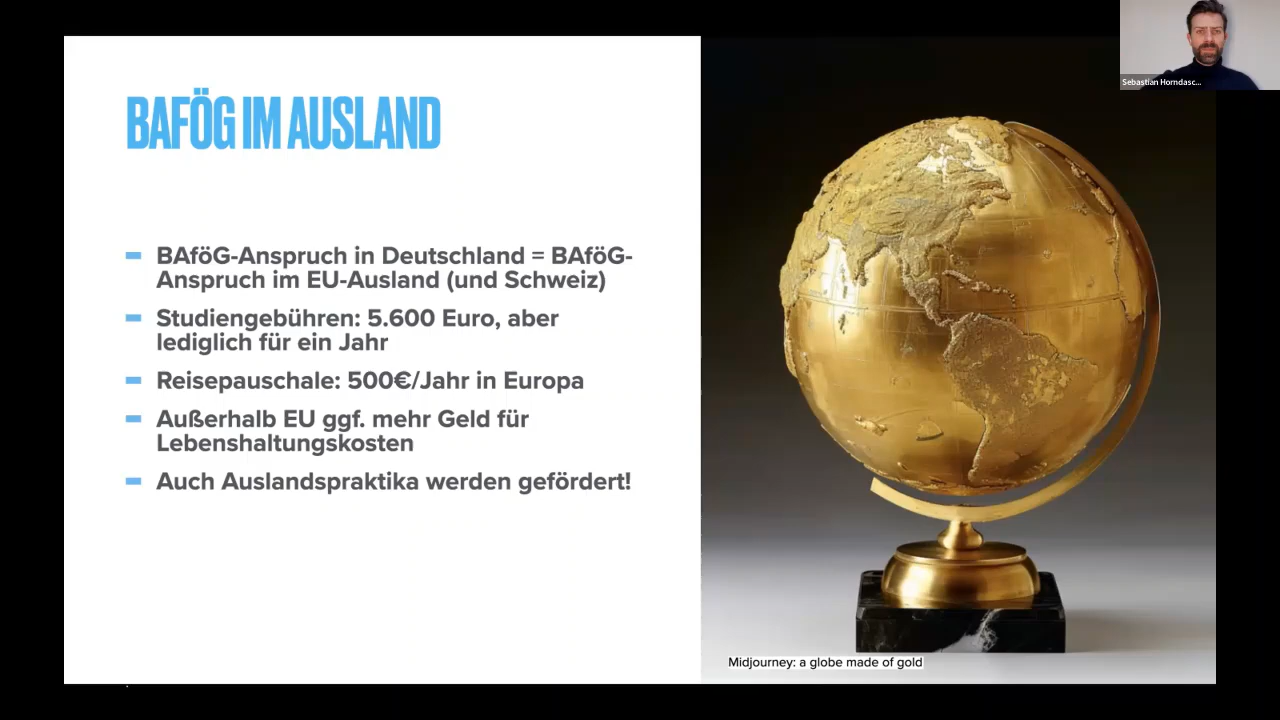 BAFÖG IM AUSLAND
BAföG-Anspruch in Deutschland = BAföG-
Anspruch im EU-Ausland (und Schweiz)
Studiengebühren: 5.600 Euro, aber
lediglich für ein Jahr
Reisepauschale: 500€/Jahr in Europa
Außerhalb EU ggf. mehr Geld für
Lebenshaltungskosten
Auch Auslandspraktika werden gefördert!
Midjourney: a globe made of gold
Sebastian Horndasc...